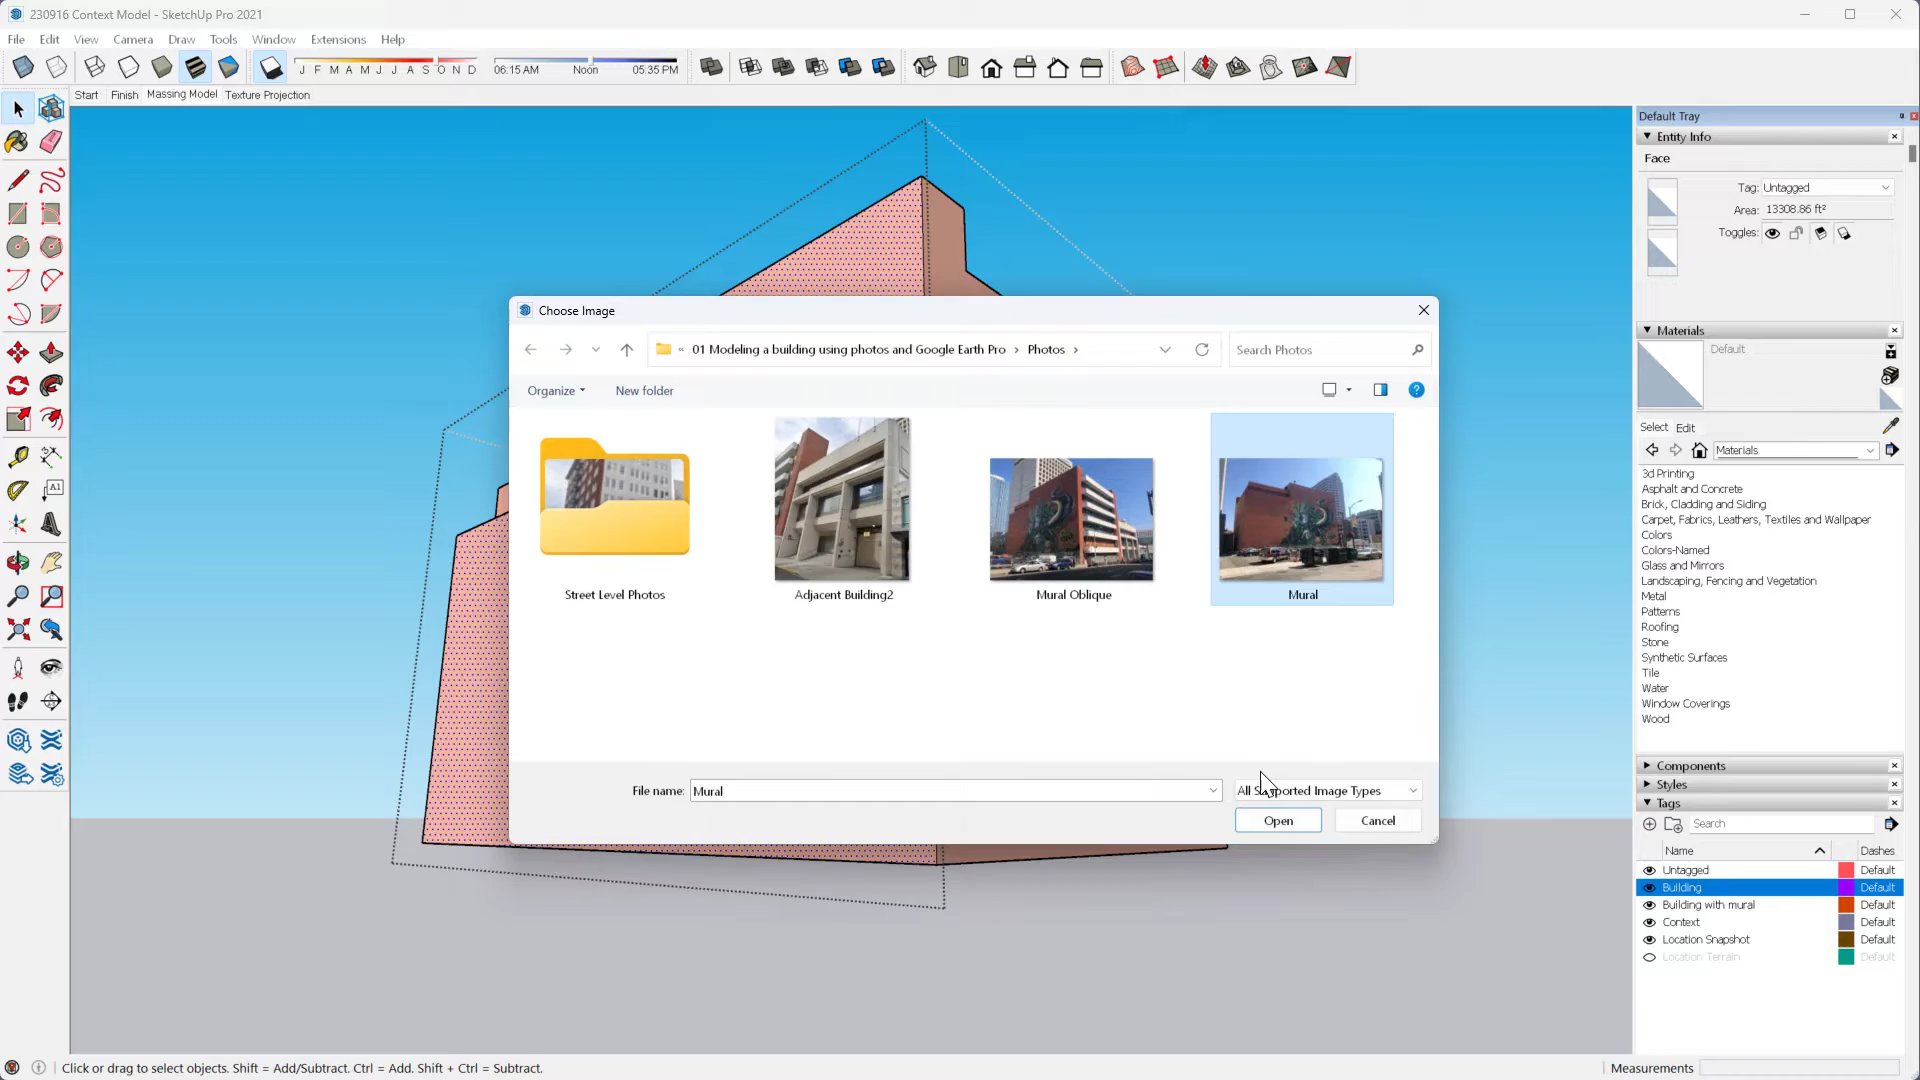 230916 Context Model - SketchUp Pro 2021
File Edit View Camera Draw Tools Window Extensions Help
J F M A M J J A S O N D
06:15 AM Noon 05:35 PM
Start Finish Massing Model Texture Projection
Choose Image
« 01 Modeling a building using photos and Google Earth Pro › Photos ›
Search Photos
Organize
New folder
Street Level Photos
Adjacent Building2
Mural Oblique
Mural
File name: Mural
All Supported Image Types
Open
Cancel
Default Tray
Entity Info
Face
Tag: Untagged
Area: 13308.86 ft²
Toggles:
Materials
Default
Select Edit
Materials
3d Printing
Asphalt and Concrete
Brick, Cladding and Siding
Carpet, Fabrics, Leathers, Textiles and Wallpaper
Colors
Colors-Named
Glass and Mirrors
Landscaping, Fencing and Vegetation
Metal
Patterns
Roofing
Stone
Synthetic Surfaces
Tile
Water
Window Coverings
Wood
Components
Styles
Tags
Search
Name Dashes
Untagged Default
Building Default
Building with mural Default
Context Default
Location Snapshot Default
Location Terrain Default
Click or drag to select objects. Shift = Add/Subtract. Ctrl = Add. Shift + Ctrl = Subtract.
Measurements